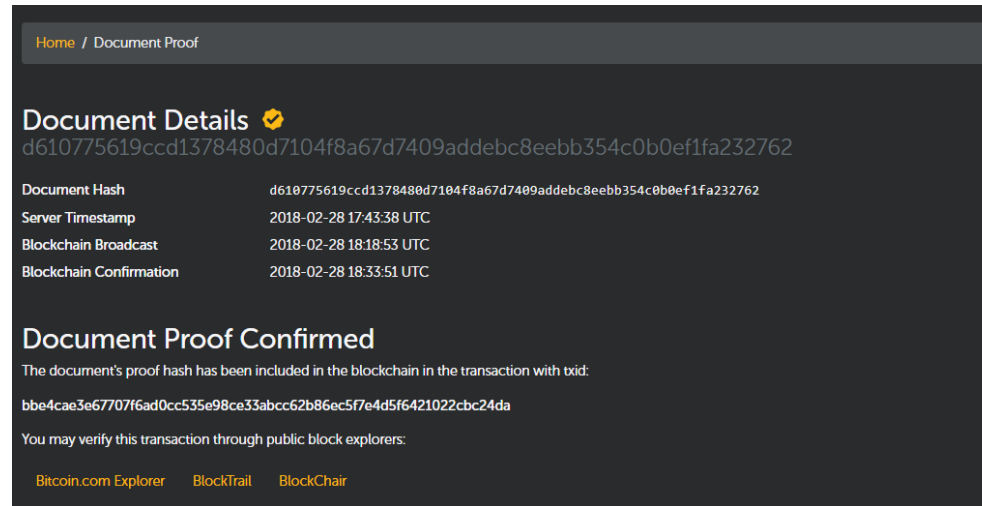 Home / Document Proof
Document Details
d610775619ccd1378480d7104f8a67d7409addebc8eebb354c0b0ef1fa232762
Document Hash d610775619ccd1378480d7104f8a67d7409addebc8eebb354c0b0ef1fa232762
Server Timestamp 2018-02-28 17:43:38 UTC
Blockchain Broadcast 2018-02-28 18:18:53 UTC
Blockchain Confirmation 2018-02-28 18:33:51 UTC
Document Proof Confirmed
The document's proof hash has been included in the blockchain in the transaction with txid:
bbe4cae3e67707f6ad0cc535e98ce33abcc62b86ec5f7e4d5f6421022cbc24da
You may verify this transaction through public block explorers:
Bitcoin.com Explorer BlockTrail BlockChair